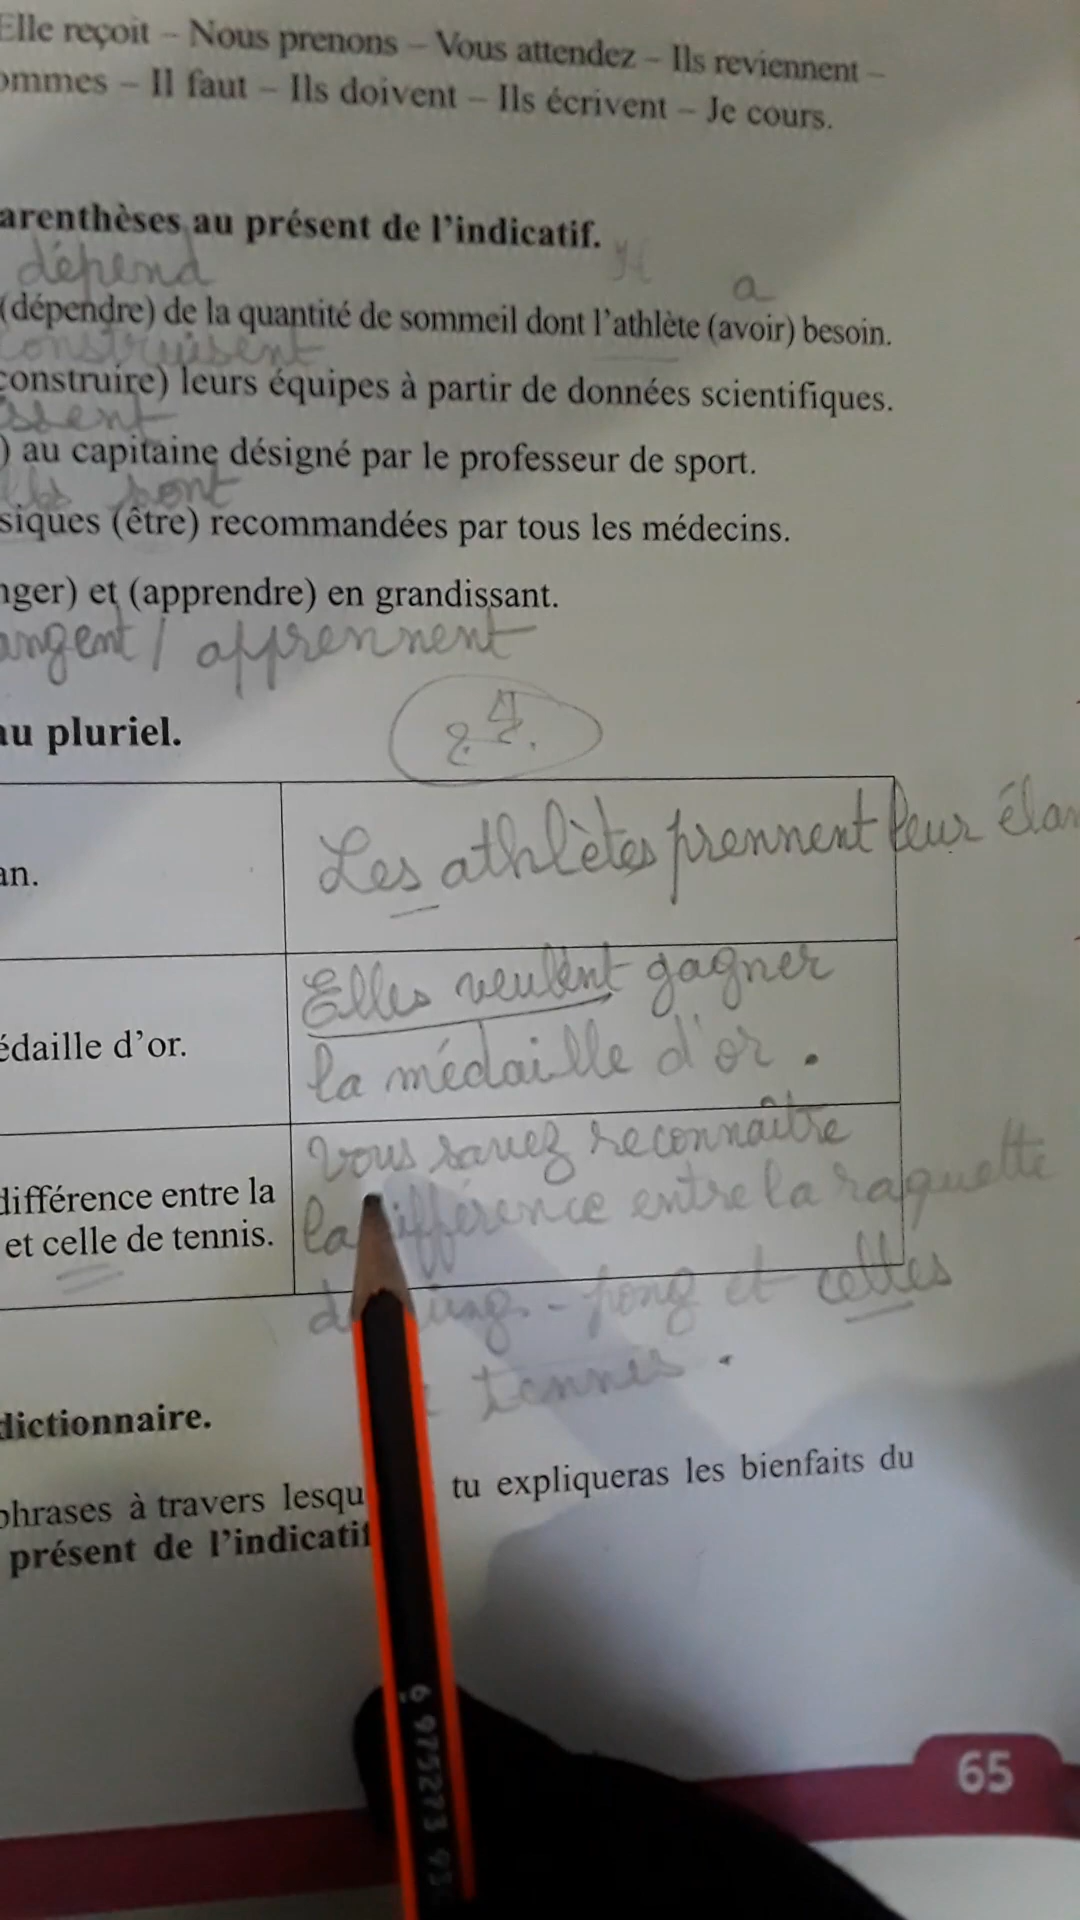 Elle reçoit – Nous prenons – Vous attendez – Ils reviennent –
ommes – Il faut – Ils doivent – Ils écrivent – Je cours.
arenthèses au présent de l'indicatif.
dépend
a
(dépendre) de la quantité de sommeil dont l'athlète (avoir) besoin.
construisent
construire) leurs équipes à partir de données scientifiques.
issent
) au capitaine désigné par le professeur de sport.
sont
siques (être) recommandées par tous les médecins.
nger) et (apprendre) en grandissant.
angent / apprennent
au pluriel.
an.
Les athlètes prennent leur élan
Elles veulent gagner
édaille d'or.
la médaille d'or.
Vous savez reconnaître
différence entre la
la différence entre la raquette
et celle de tennis.
pong et celles
tennis.
dictionnaire.
phrases à travers lesqu tu expliqueras les bienfaits du
présent de l'indicatif
65
6 975273 93